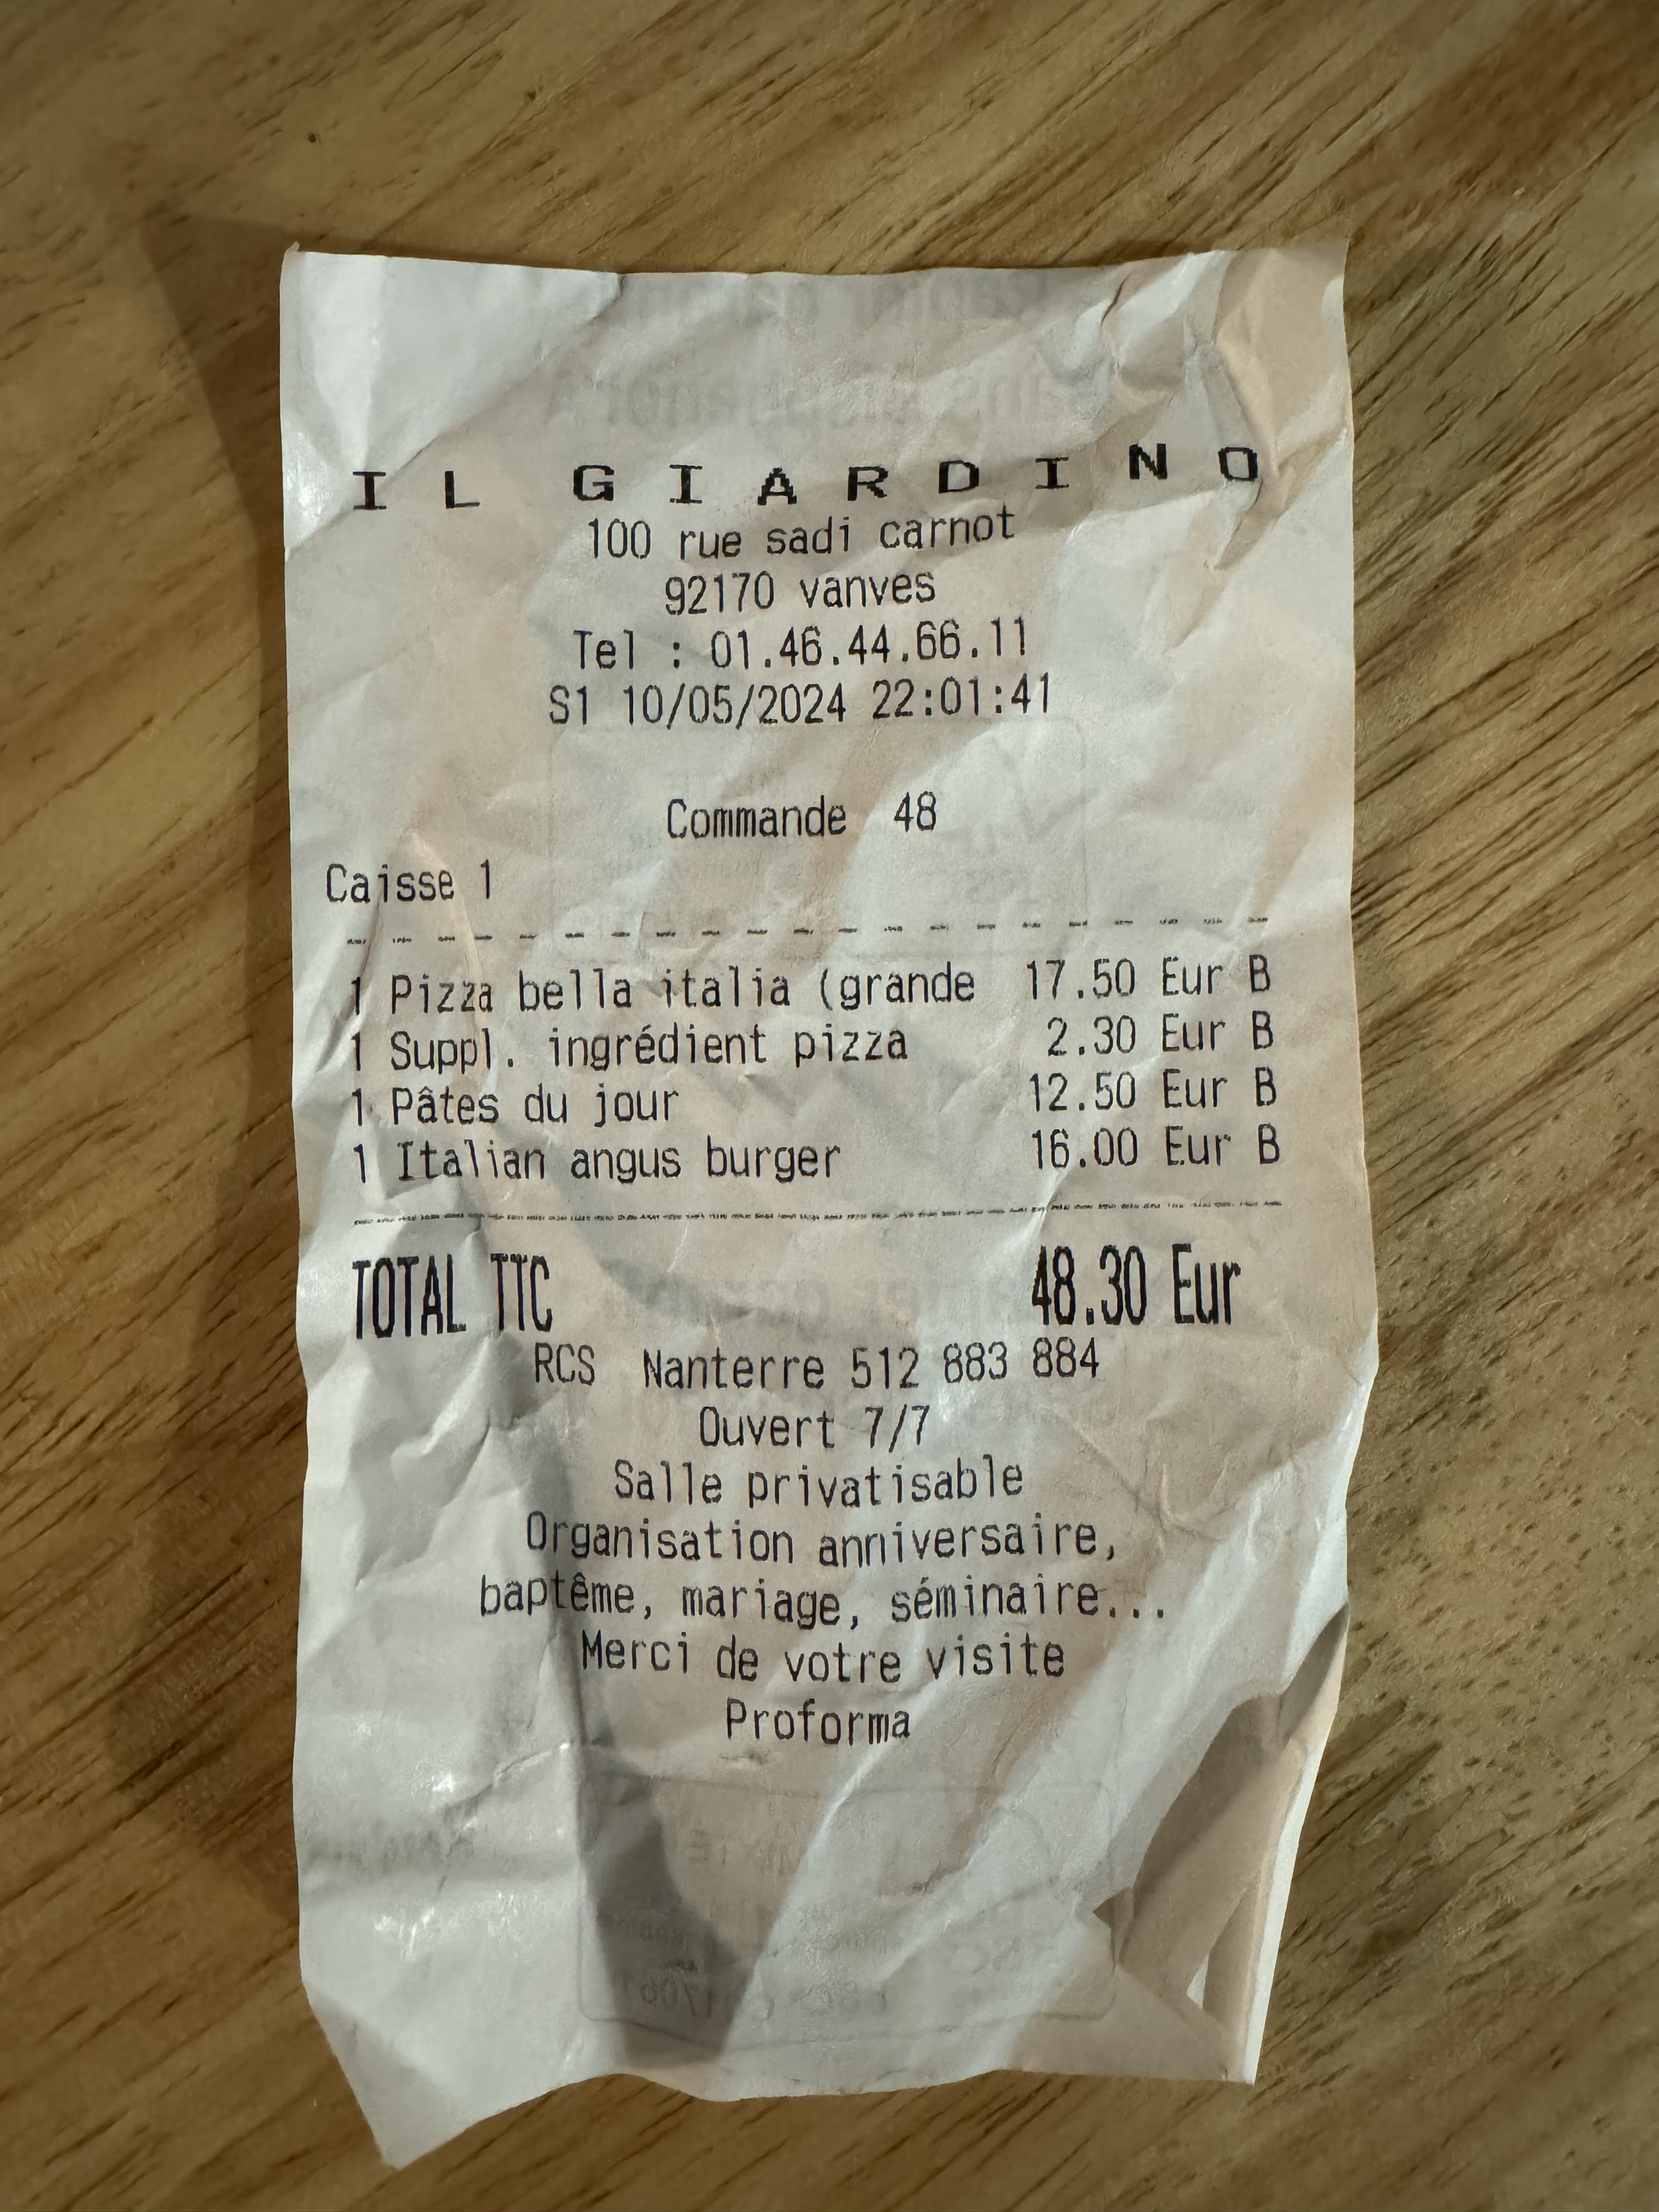 IL GIARDINO
100 rue sadi carnot
92170 vanves
Tel : 01.46.44.66.11
S1 10/05/2024 22:01:41
Commande 48
Caisse 1
1 Pizza bella italia (grande 17.50 Eur B
1 Suppl. ingrédient pizza 2.30 Eur B
1 Pâtes du jour 12.50 Eur B
1 Italian angus burger 16.00 Eur B
TOTAL TTC 48.30 Eur
RCS Nanterre 512 883 884
Ouvert 7/7
Salle privatisable
Organisation anniversaire,
baptême, mariage, séminaire...
Merci de votre visite
Proforma